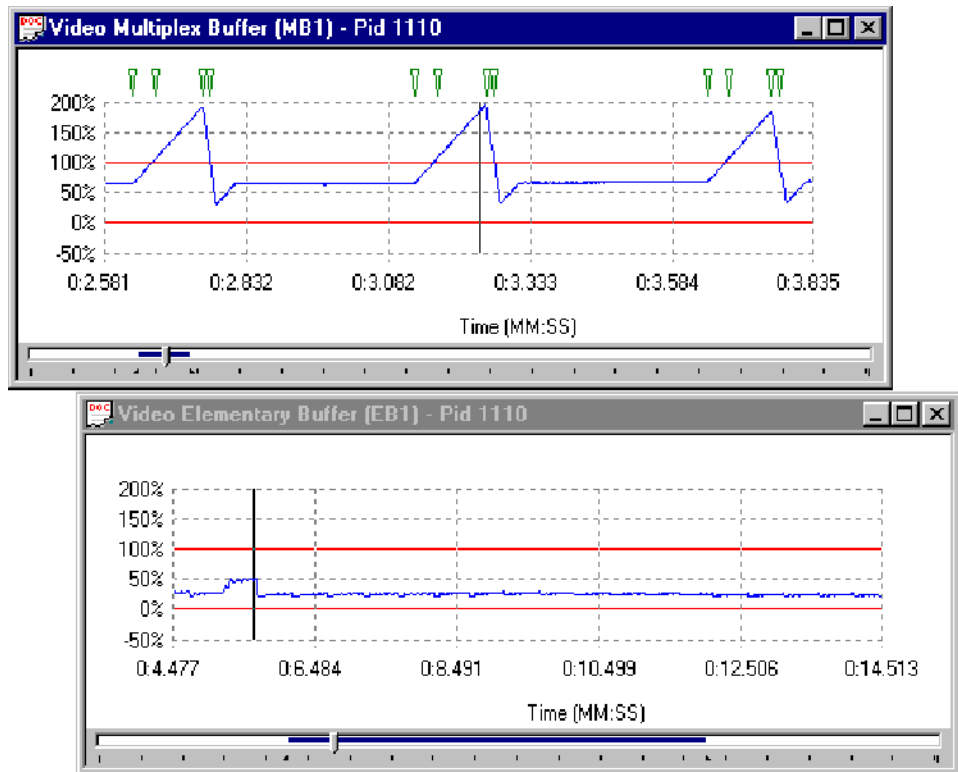 DOC Video Multiplex Buffer (MB1) - Pid 1110
200%
150%
100%
50%
0%
-50%
0:2.581 0:2.832 0:3.082 0:3.333 0:3.584 0:3.835
Time (MM:SS)
DOC Video Elementary Buffer (EB1) - Pid 1110
200%
150%
100%
50%
0%
-50%
0:4.477 0:6.484 0:8.491 0:10.499 0:12.506 0:14.513
Time (MM:SS)